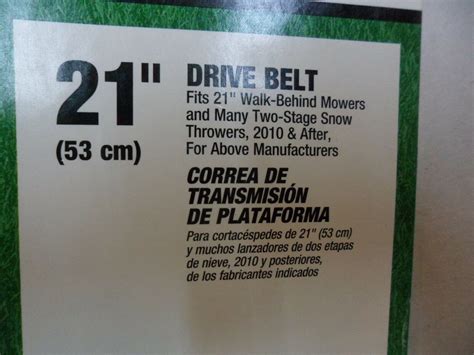 21"
(53 cm)
DRIVE BELT
Fits 21" Walk-Behind Mowers
and Many Two-Stage Snow
Throwers, 2010 & After,
For Above Manufacturers
CORREA DE
TRANSMISIÓN
DE PLATAFORMA
Para cortacéspedes de 21" (53 cm)
y muchos lanzadores de dos etapas
de nieve, 2010 y posteriores,
de los fabricantes indicados